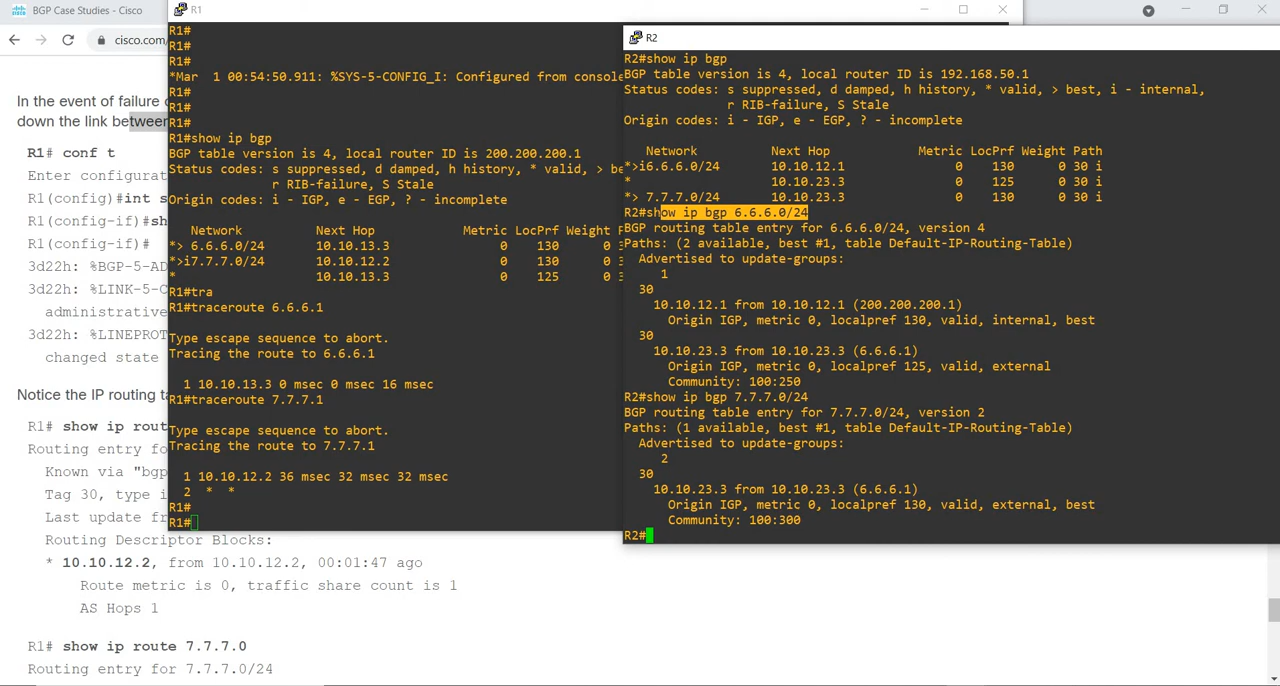 BGP Case Studies - Cisco
cisco.com/
In the event of failure
down the link between
R1# conf t
Enter configurat
R1(config)#int s
R1(config-if)#sh
R1(config-if)#
3d22h: %BGP-5-AD
3d22h: %LINK-5-C
administrative
3d22h: %LINEPROT
changed state
Notice the IP routing ta
R1# show ip rout
Routing entry fo
Known via "bgp
Tag 30, type i
Last update fr
Routing Descriptor Blocks:
* 10.10.12.2, from 10.10.12.2, 00:01:47 ago
Route metric is 0, traffic share count is 1
AS Hops 1
R1# show ip route 7.7.7.0
Routing entry for 7.7.7.0/24
R1
R1#
R1#
R1#
*Mar  1 00:54:50.911: %SYS-5-CONFIG_I: Configured from console
R1#
R1#
R1#
R1#show ip bgp
BGP table version is 4, local router ID is 200.200.200.1
Status codes: s suppressed, d damped, h history, * valid, > be
r RIB-failure, S Stale
Origin codes: i - IGP, e - EGP, ? - incomplete
Network Next Hop Metric LocPrf Weight
*> 6.6.6.0/24 10.10.13.3 0 130 0 3
*>i7.7.7.0/24 10.10.12.2 0 130 0 3
* 10.10.13.3 0 125 0 3
R1#tra
R1#traceroute 6.6.6.1
Type escape sequence to abort.
Tracing the route to 6.6.6.1
1 10.10.13.3 0 msec 0 msec 16 msec
R1#traceroute 7.7.7.1
Type escape sequence to abort.
Tracing the route to 7.7.7.1
1 10.10.12.2 36 msec 32 msec 32 msec
2 * *
R1#
R1#
R2
R2#show ip bgp
BGP table version is 4, local router ID is 192.168.50.1
Status codes: s suppressed, d damped, h history, * valid, > best, i - internal,
r RIB-failure, S Stale
Origin codes: i - IGP, e - EGP, ? - incomplete
Network Next Hop Metric LocPrf Weight Path
*>i6.6.6.0/24 10.10.12.1 0 130 0 30 i
* 10.10.23.3 0 125 0 30 i
*> 7.7.7.0/24 10.10.23.3 0 130 0 30 i
R2#show ip bgp 6.6.6.0/24
BGP routing table entry for 6.6.6.0/24, version 4
Paths: (2 available, best #1, table Default-IP-Routing-Table)
Advertised to update-groups:
1
30
10.10.12.1 from 10.10.12.1 (200.200.200.1)
Origin IGP, metric 0, localpref 130, valid, internal, best
30
10.10.23.3 from 10.10.23.3 (6.6.6.1)
Origin IGP, metric 0, localpref 125, valid, external
Community: 100:250
R2#show ip bgp 7.7.7.0/24
BGP routing table entry for 7.7.7.0/24, version 2
Paths: (1 available, best #1, table Default-IP-Routing-Table)
Advertised to update-groups:
2
30
10.10.23.3 from 10.10.23.3 (6.6.6.1)
Origin IGP, metric 0, localpref 130, valid, external, best
Community: 100:300
R2#